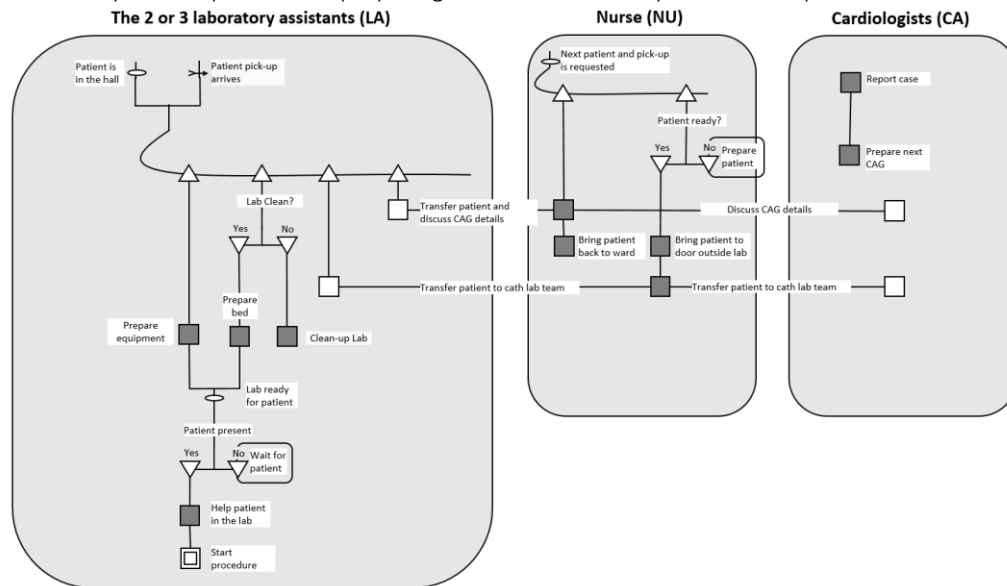 The 2 or 3 laboratory assistants (LA)
Nurse (NU)
Cardiologists (CA)
Patient is
in the hall
Patient pick-up
arrives
Lab Clean?
Yes
No
Transfer patient and
discuss CAG details
Transfer patient to cath lab team
Prepare
equipment
Prepare
bed
Clean-up Lab
Lab ready
for patient
Patient present
Yes
No
Wait for
patient
Help patient
in the lab
Start
procedure
Next patient and pick-up
is requested
Patient ready?
Yes
No
Prepare
patient
Discuss CAG details
Bring patient
back to ward
Bring patient to
door outside lab
Transfer patient to cath lab team
Report case
Prepare next
CAG